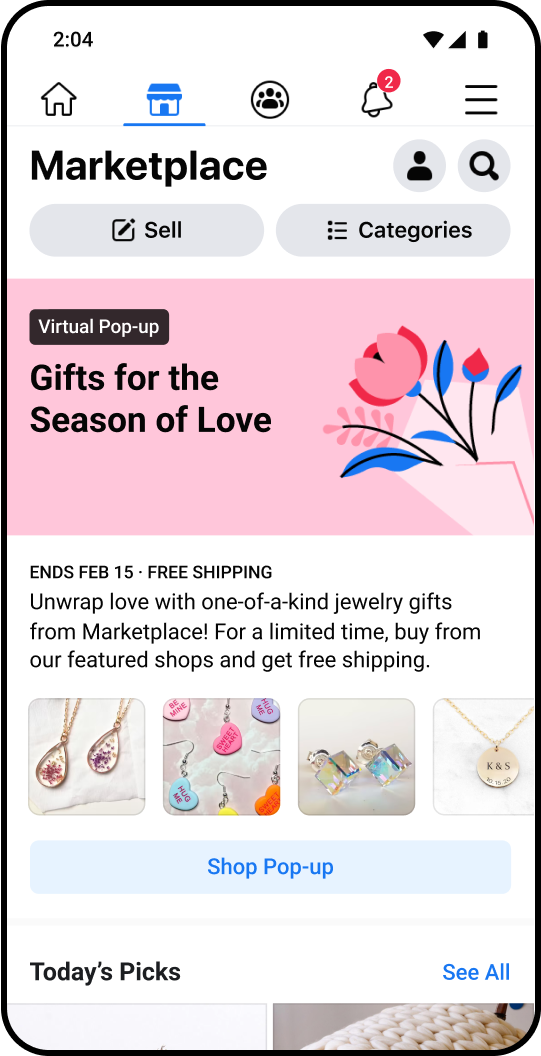 2:04
2
Marketplace
Sell
Categories
Virtual Pop-up
Gifts for the
Season of Love
ENDS FEB 15 · FREE SHIPPING
Unwrap love with one-of-a-kind jewelry gifts
from Marketplace! For a limited time, buy from
our featured shops and get free shipping.
BE
MINE
HUG
ME
SWEET
HEART
HUG
ME
K & S
10.15.20
Shop Pop-up
Today’s Picks
See All